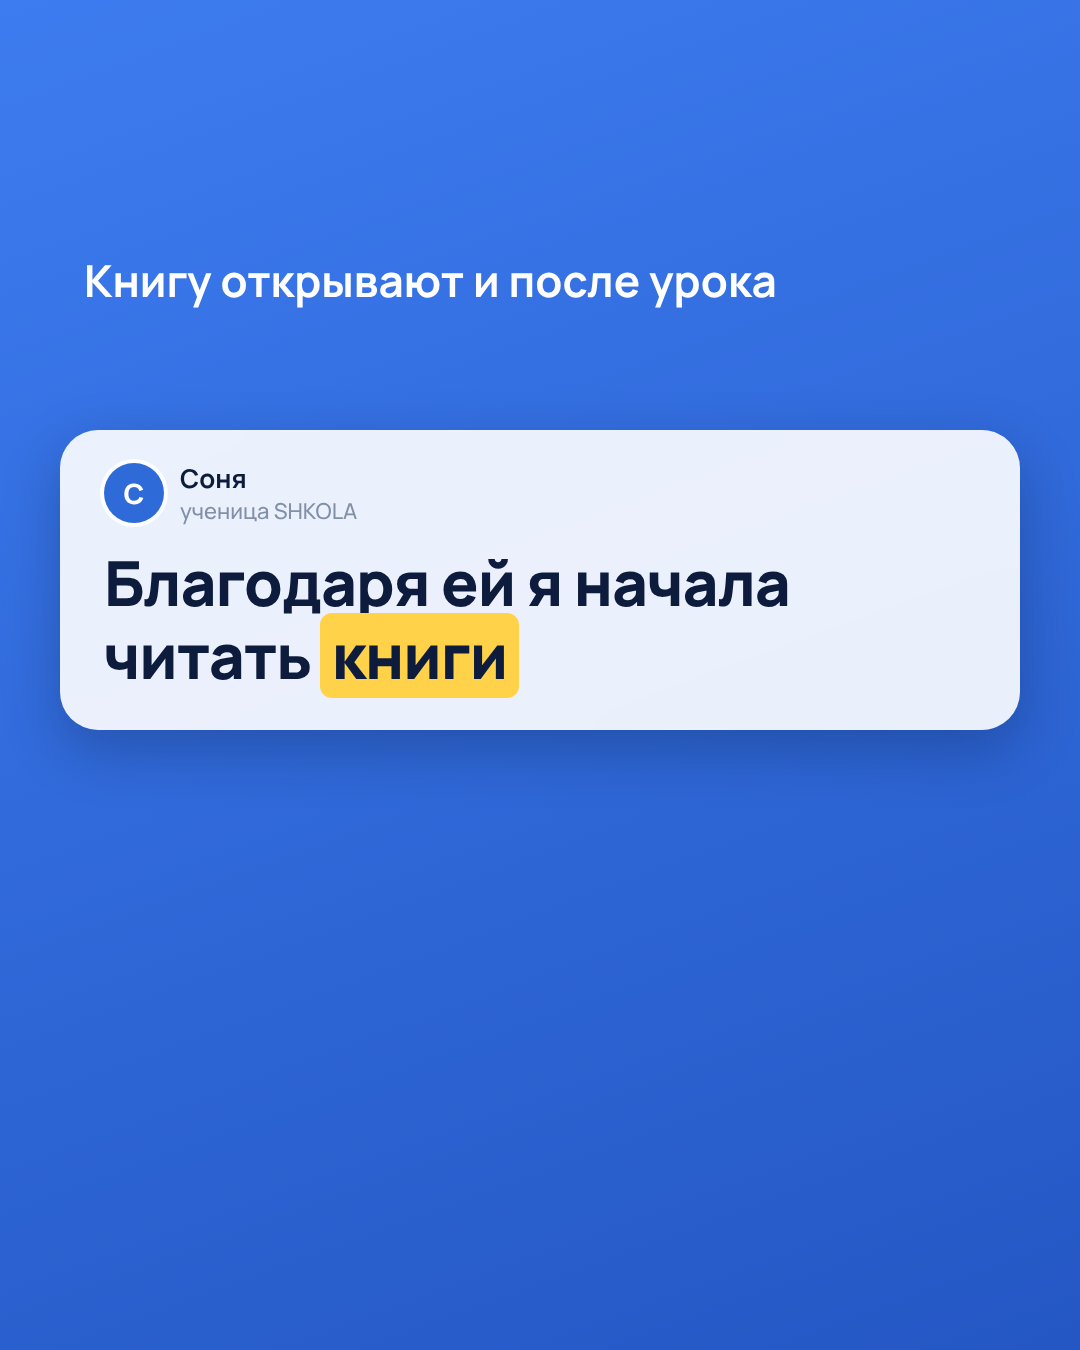 Книгу открывают и после урока
С
Соня
ученица SHKOLA
Благодаря ей я начала
читать книги